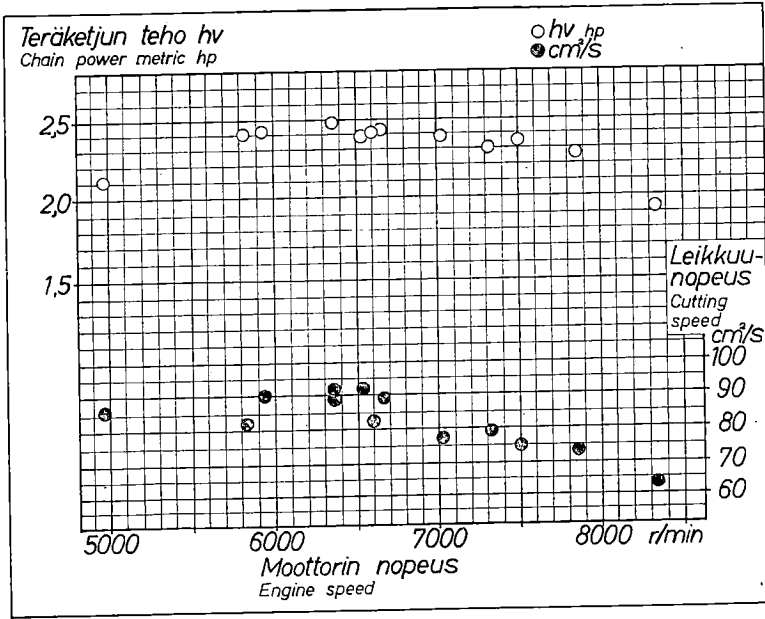 Teräketjun teho hv
Chain power metric hp
hv hp
cm²/s
2,5
2,0
1,5
Leikkuu-
nopeus
Cutting
speed
cm²/s
100
90
80
70
60
5000 6000 7000 8000 r/min
Moottorin nopeus
Engine speed